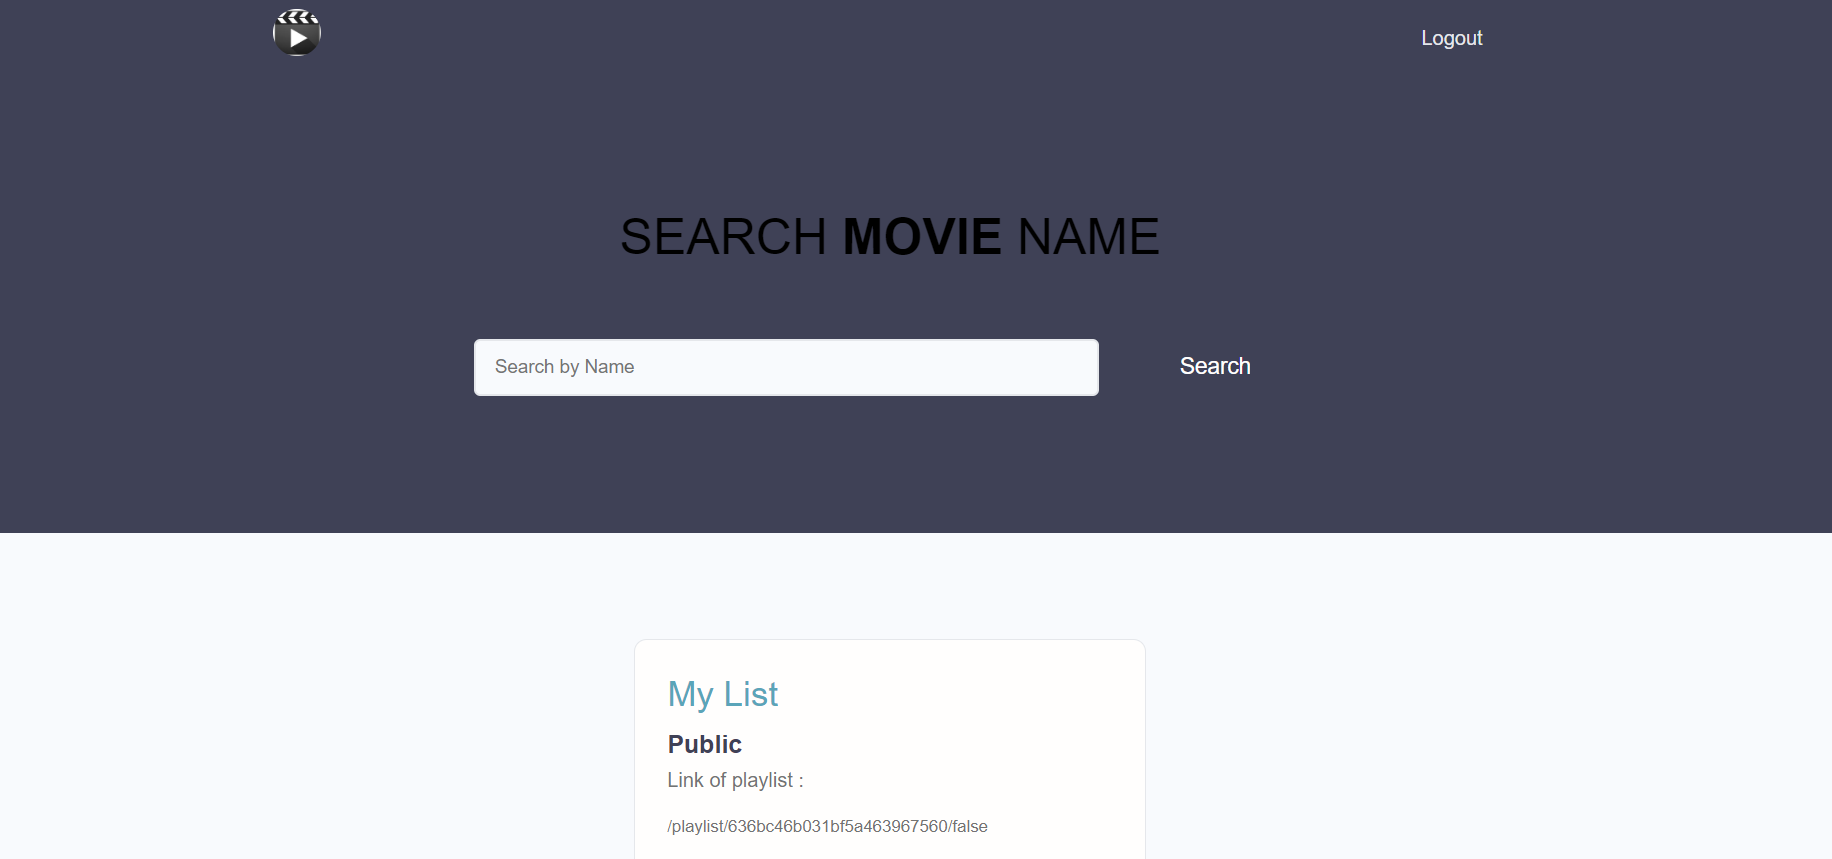 Logout
SEARCH MOVIE NAME
Search by Name
Search
My List
Public
Link of playlist :
/playlist/636bc46b031bf5a463967560/false